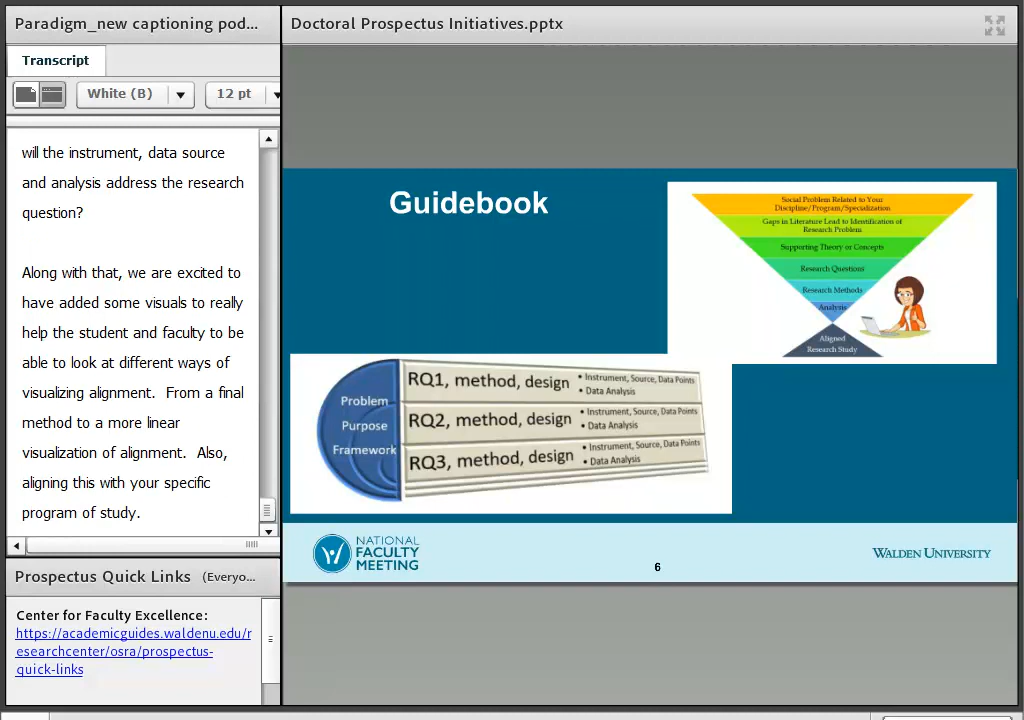 Paradigm_new captioning pod...
Transcript
White (B)
12 pt
will the instrument, data source
and analysis address the research
question?
Along with that, we are excited to
have added some visuals to really
help the student and faculty to be
able to look at different ways of
visualizing alignment. From a final
method to a more linear
visualization of alignment. Also,
aligning this with your specific
program of study.
Prospectus Quick Links (Everyo...
Center for Faculty Excellence:
https://academicguides.waldenu.edu/r
esearchcenter/osra/prospectus-
quick-links
Doctoral Prospectus Initiatives.pptx
Guidebook
Social Problem Related to Your
Discipline/Program/Specialization
Gaps in Literature Lead to Identification of
Research Problem
Supporting Theory or Concepts
Research Questions
Research Methods
Analysis
Aligned
Research Study
Problem
Purpose
Framework
RQ1, method, design
• Instrument, Source, Data Points
• Data Analysis
RQ2, method, design
• Instrument, Source, Data Points
• Data Analysis
RQ3, method, design
• Instrument, Source, Data Points
• Data Analysis
NATIONAL
FACULTY
MEETING
6
WALDEN UNIVERSITY